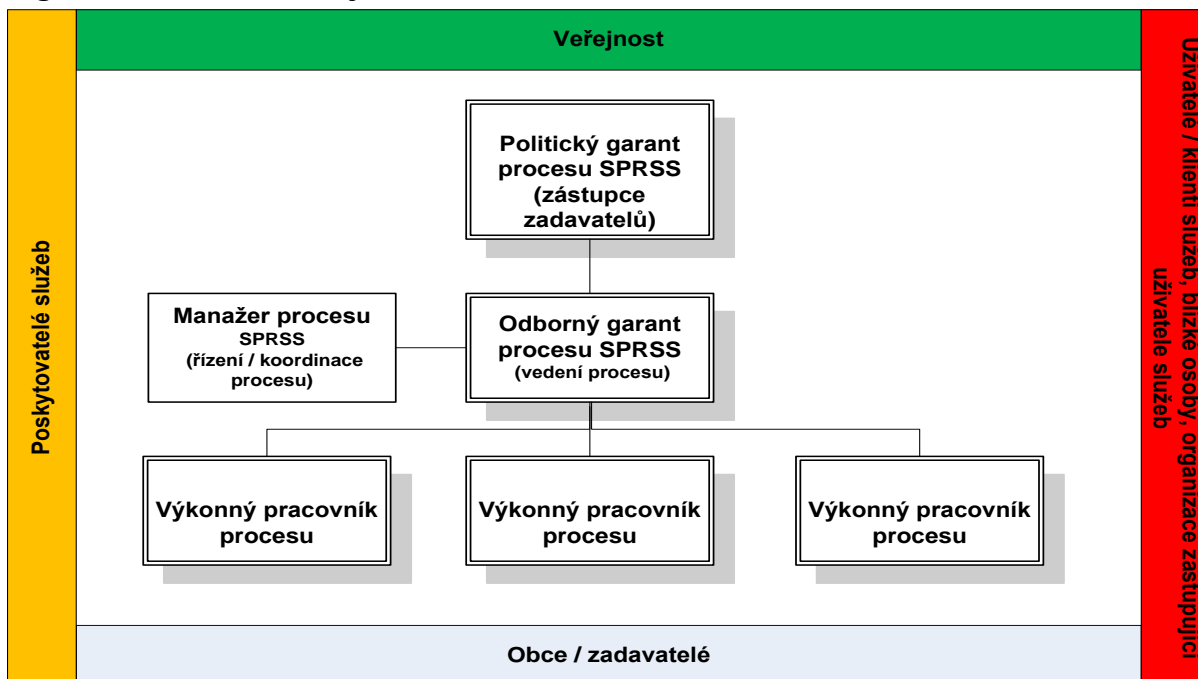 Veřejnost
Politický garant
procesu SPRSS
(zástupce
zadavatelů)
Manažer procesu
SPRSS
(řízení / koordinace
procesu)
Odborný garant
procesu SPRSS
(vedení procesu)
Výkonný pracovník
procesu
Výkonný pracovník
procesu
Výkonný pracovník
procesu
Obce / zadavatelé
Poskytovatelé služeb
Uživatele / klienti služeb, blízké osoby, organizace zastupující
uživatele služeb